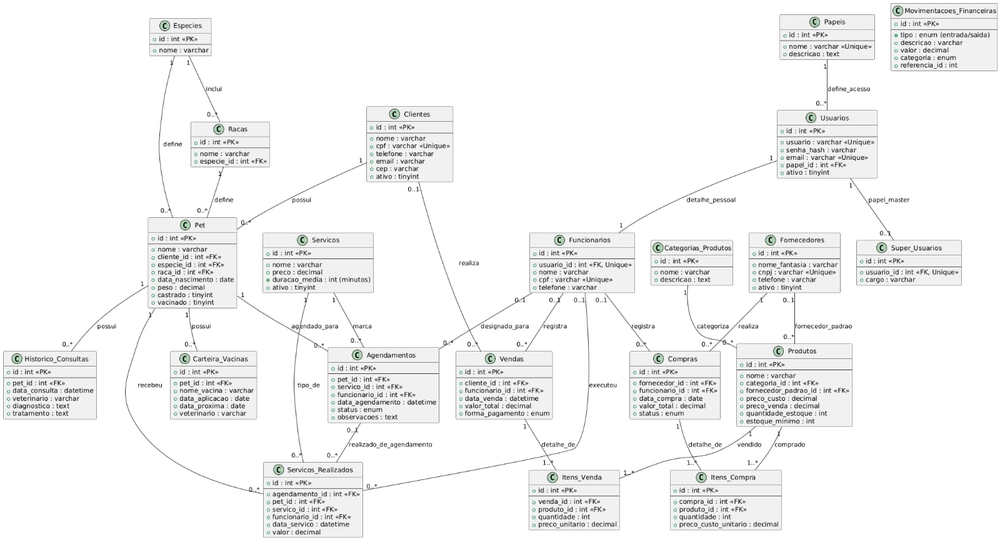 C Especies
id : int «PK»
nome : varchar
1
1
inclui
define
0..*
C Racas
id : int «PK»
nome : varchar
especie_id : int «FK»
1
define
0..*
0..*
C Clientes
id : int «PK»
nome : varchar
cpf : varchar «Unique»
telefone : varchar
email : varchar
cep : varchar
ativo : tinyint
1
0..1
possui
0..*
realiza
C Papeis
id : int «PK»
nome : varchar «Unique»
descricao : text
1
define_acesso
0..*
C Movimentacoes_Financeiras
id : int «PK»
tipo : enum (entrada/saida)
descricao : varchar
valor : decimal
categoria : enum
referencia_id : int
C Usuarios
id : int «PK»
usuario : varchar «Unique»
senha_hash : varchar
email : varchar «Unique»
papel_id : int «FK»
ativo : tinyint
1
1
detalhe_pessoal
papel_master
1
0..1
C Pet
id : int «PK»
nome : varchar
cliente_id : int «FK»
especie_id : int «FK»
raca_id : int «FK»
data_nascimento : date
peso : decimal
castrado : tinyint
vacinado : tinyint
1
1
1
1
possui
possui
recebeu
agendado_para
0..*
0..*
0..*
C Servicos
id : int «PK»
nome : varchar
preco : decimal
duracao_media : int (minutos)
ativo : tinyint
1
1
tipo_de
marca
0..*
C Funcionarios
id : int «PK»
usuario_id : int «FK, Unique»
nome : varchar
cpf : varchar «Unique»
telefone : varchar
0..1
0..1
0..1
0..1
designado_para
registra
executou
registra
0..*
0..*
0..*
0..*
C Categorias_Produtos
id : int «PK»
nome : varchar
descricao : text
1
categoriza
0..*
C Fornecedores
id : int «PK»
nome_fantasia : varchar
cnpj : varchar «Unique»
telefone : varchar
ativo : tinyint
1
0..1
realiza
fornecedor_padrao
0..*
0..*
C Super_Usuarios
id : int «PK»
usuario_id : int «FK, Unique»
cargo : varchar
C Historico_Consultas
id : int «PK»
pet_id : int «FK»
data_consulta : datetime
veterinario : varchar
diagnostico : text
tratamento : text
C Carteira_Vacinas
id : int «PK»
pet_id : int «FK»
nome_vacina : varchar
data_aplicacao : date
data_proxima : date
veterinario : varchar
C Agendamentos
id : int «PK»
pet_id : int «FK»
servico_id : int «FK»
funcionario_id : int «FK»
data_agendamento : datetime
status : enum
observacoes : text
0..1
realizado_de_agendamento
0..*
C Vendas
id : int «PK»
cliente_id : int «FK»
funcionario_id : int «FK»
data_venda : datetime
valor_total : decimal
forma_pagamento : enum
1
detalhe_de
1..*
C Compras
id : int «PK»
fornecedor_id : int «FK»
funcionario_id : int «FK»
data_compra : date
valor_total : decimal
status : enum
1
detalhe_de
1..*
C Produtos
id : int «PK»
nome : varchar
categoria_id : int «FK»
fornecedor_padrao_id : int «FK»
preco_custo : decimal
preco_venda : decimal
quantidade_estoque : int
estoque_minimo : int
1
1
vendido
comprado
1..*
1..*
C Servicos_Realizados
id : int «PK»
agendamento_id : int «FK»
pet_id : int «FK»
servico_id : int «FK»
funcionario_id : int «FK»
data_servico : datetime
valor : decimal
0..*
0..*
C Itens_Venda
id : int «PK»
venda_id : int «FK»
produto_id : int «FK»
quantidade : int
preco_unitario : decimal
C Itens_Compra
id : int «PK»
compra_id : int «FK»
produto_id : int «FK»
quantidade : int
preco_custo_unitario : decimal